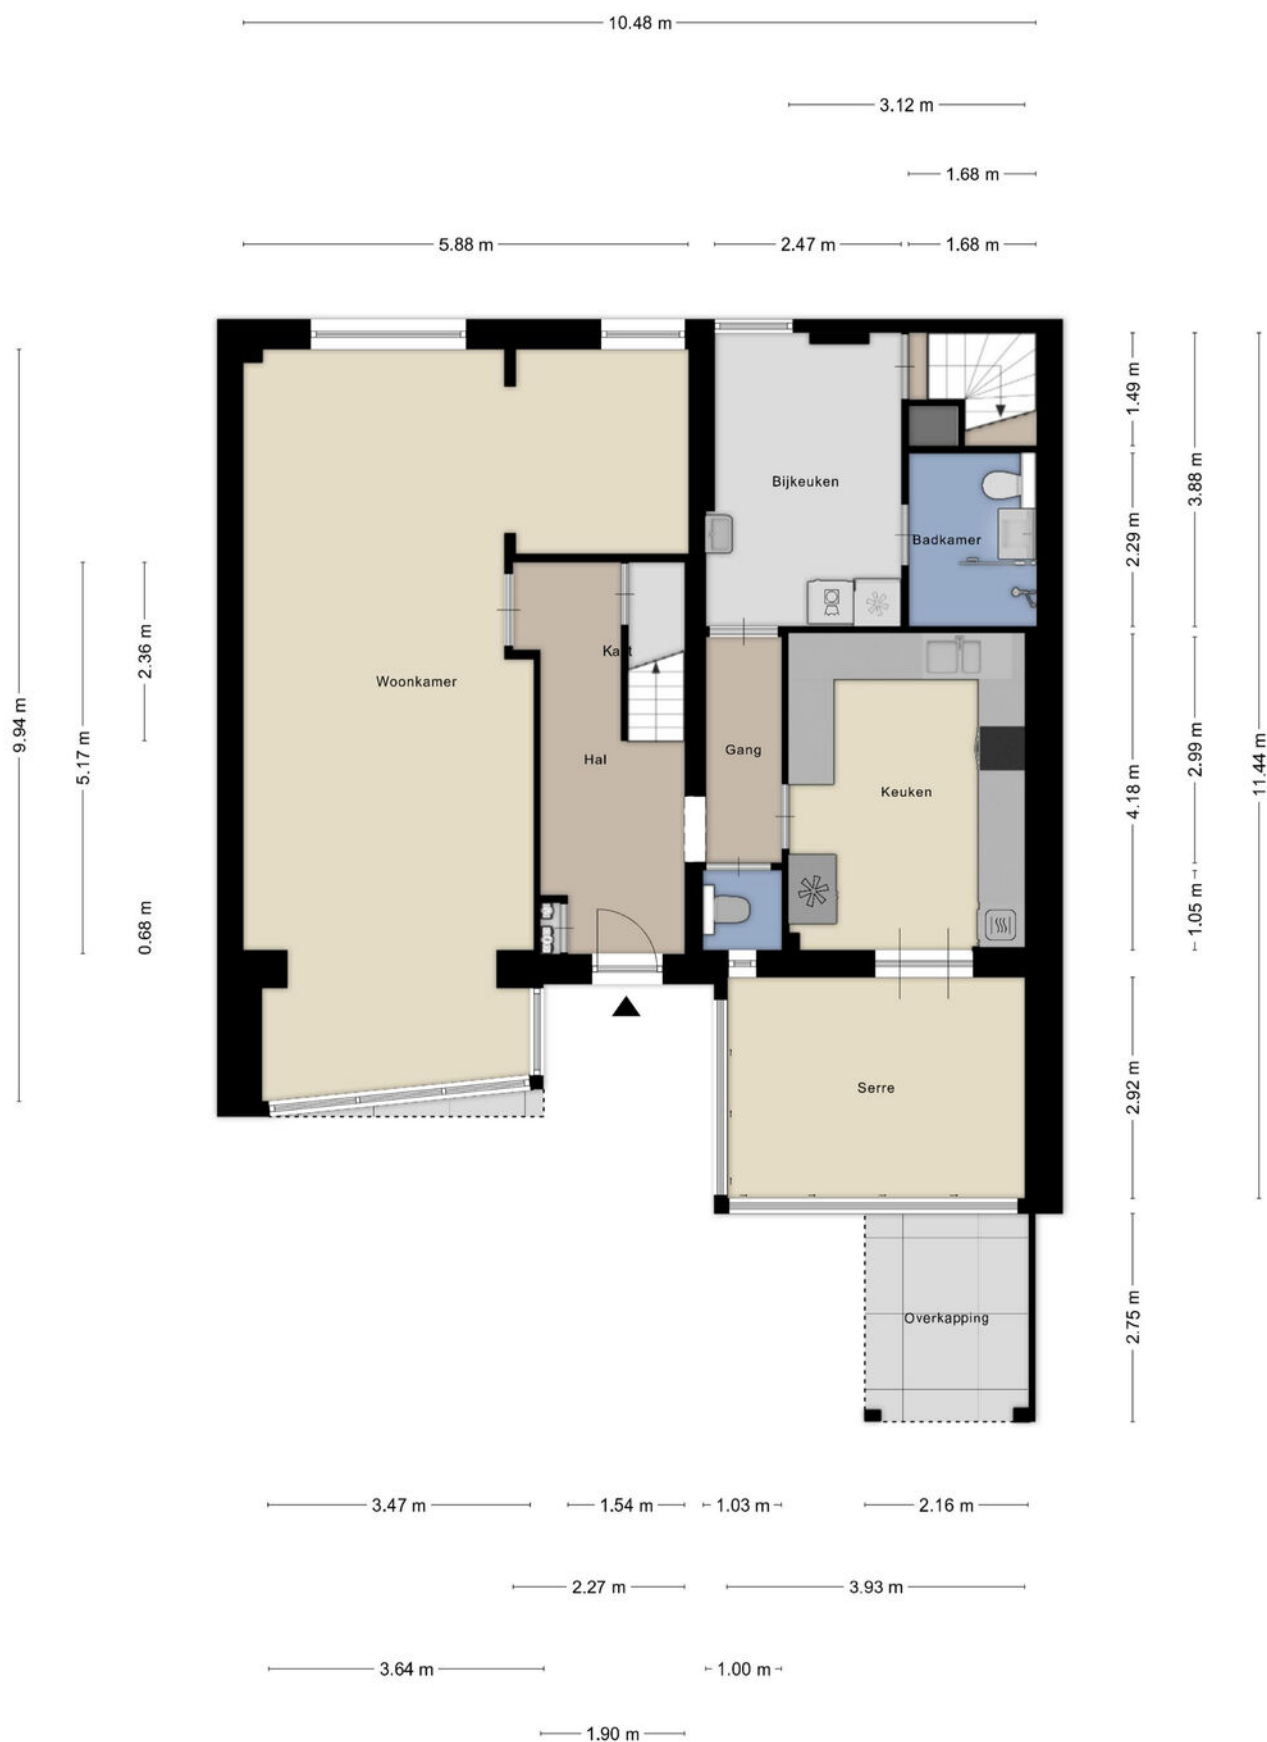 10.48 m
3.12 m
1.68 m
5.88 m
2.47 m
1.68 m
1.49 m
3.88 m
Bijkeuken
2.29 m
Badkamer
2.36 m
Kast
Woonkamer
9.94 m
5.17 m
Hal
Gang
2.99 m
4.18 m
11.44 m
Keuken
0.68 m
1.05 m
Serre
2.92 m
Overkapping
2.75 m
3.47 m
1.54 m
1.03 m
2.16 m
2.27 m
3.93 m
3.64 m
1.00 m
1.90 m